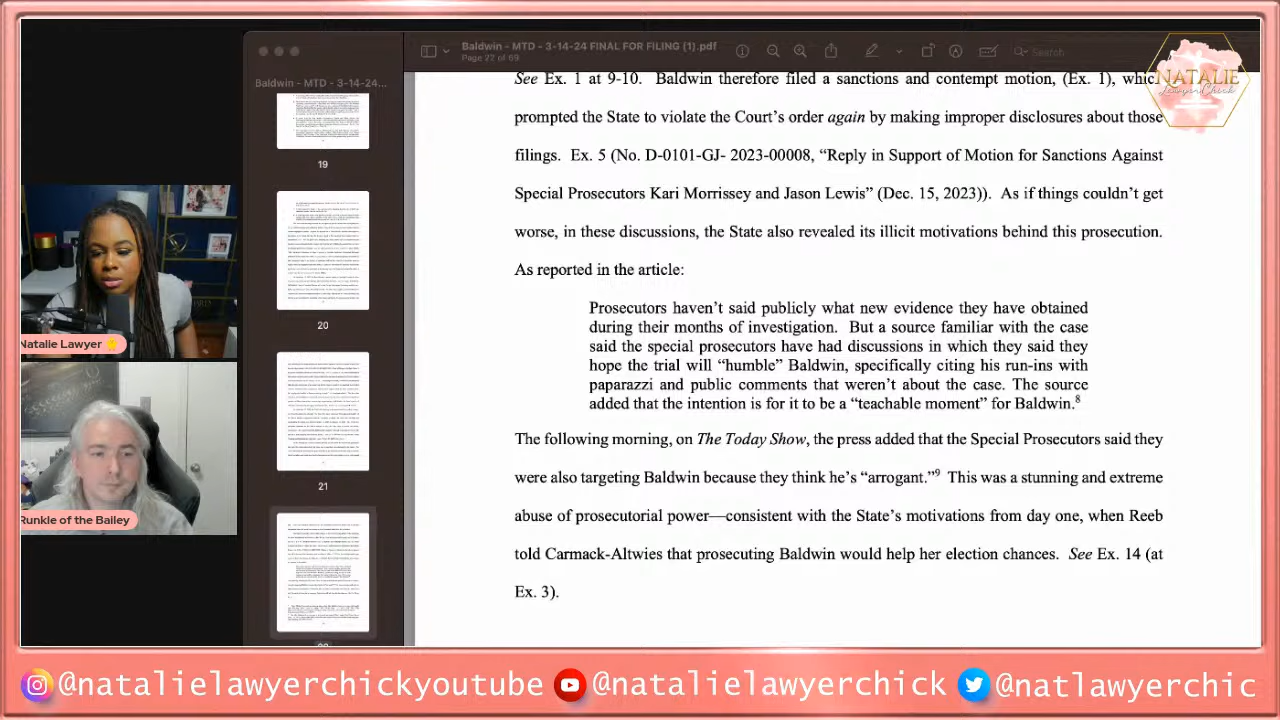 Baldwin - MTD - 3-14-24 FINAL FOR FILING (1).pdf
Page 22 of 69
Search
NATALIE
LawyerChick
Baldwin - MTD - 3-14-24...
19
20
21
22
See Ex. 1 at 9-10. Baldwin therefore filed a sanctions and contempt motion, (Ex. 1), which
prompted the State to violate the Court's order again by making improper disclosures about those
filings. Ex. 5 (No. D-0101-GJ- 2023-00008, “Reply in Support of Motion for Sanctions Against
Special Prosecutors Kari Morrissey and Jason Lewis” (Dec. 15, 2023)). As if things couldn’t get
worse, in these discussions, the State also revealed its illicit motivations behind this prosecution.
As reported in the article:
Prosecutors haven’t said publicly what new evidence they have obtained
during their months of investigation. But a source familiar with the case
said the special prosecutors have had discussions in which they said they
hope the trial will humble Baldwin, specifically citing his run-ins with
paparazzi and public comments that weren’t about the case. The source
added that they wanted this to be a “teachable moment” for Baldwin.8
The following morning, on The Today Show, the press added that the Special Prosecutors said they
were also targeting Baldwin because they think he’s “arrogant.”9 This was a stunning and extreme
abuse of prosecutorial power—consistent with the State’s motivations from day one, when Reeb
told Carmack-Altwies that prosecuting Baldwin would help her election chances. See Ex. 14 (at
Ex. 3).
Natalie Lawyer 🐥
Runkle of the Bailey
@natalielawyerchickyoutube
@natalielawyerchick
@natlawyerchic